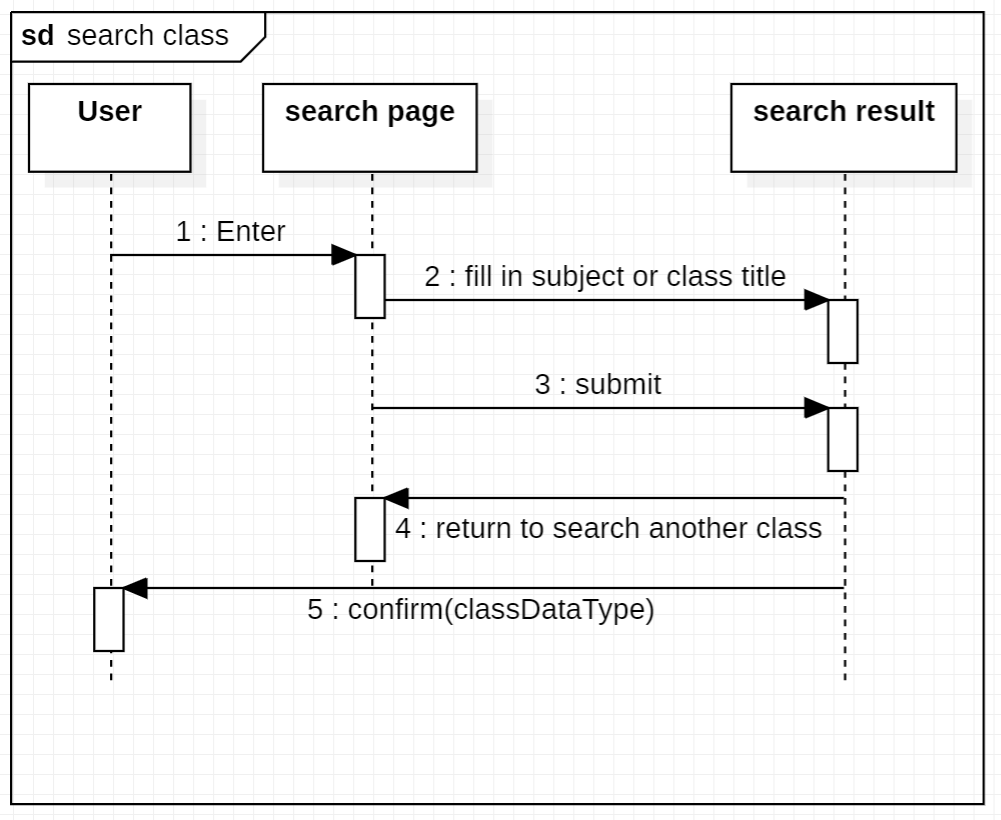 sd search class
User
search page
search result
1 : Enter
2 : fill in subject or class title
3 : submit
4 : return to search another class
5 : confirm(classDataType)